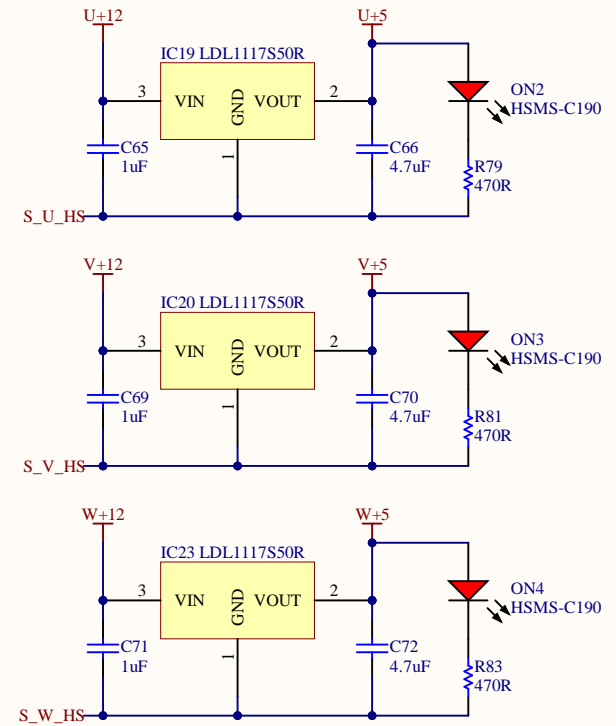 U+12
U+5
IC19 LDL1117S50R
3
VIN
GND
VOUT
2
1
ON2
HSMS-C190
C65
1uF
C66
4.7uF
R79
470R
S_U_HS
V+12
V+5
IC20 LDL1117S50R
3
VIN
GND
VOUT
2
1
ON3
HSMS-C190
C69
1uF
C70
4.7uF
R81
470R
S_V_HS
W+12
W+5
IC23 LDL1117S50R
3
VIN
GND
VOUT
2
1
ON4
HSMS-C190
C71
1uF
C72
4.7uF
R83
470R
S_W_HS